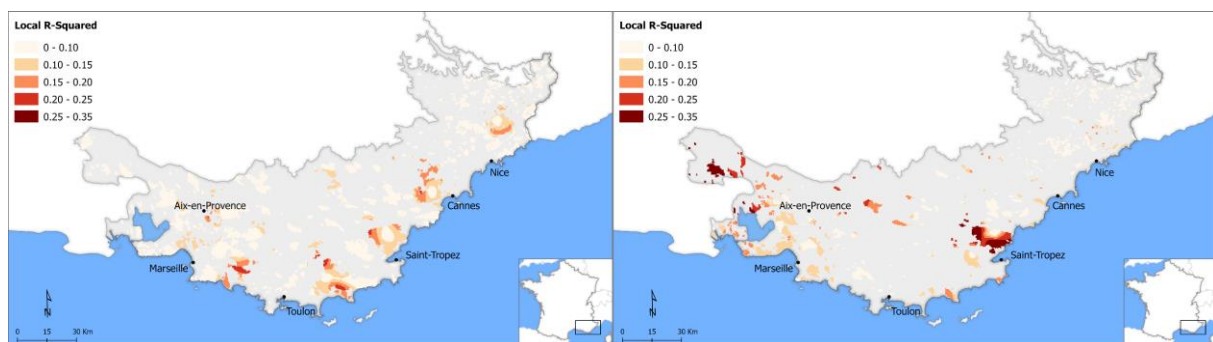 Local R-Squared
0 - 0.10
0.10 - 0.15
0.15 - 0.20
0.20 - 0.25
0.25 - 0.35
Nice
Cannes
Aix-en-Provence
Saint-Tropez
Marseille
Toulon
N
0 15 30 Km
Local R-Squared
0 - 0.10
0.10 - 0.15
0.15 - 0.20
0.20 - 0.25
0.25 - 0.35
Nice
Cannes
Aix-en-Provence
Saint-Tropez
Marseille
Toulon
N
0 15 30 Km